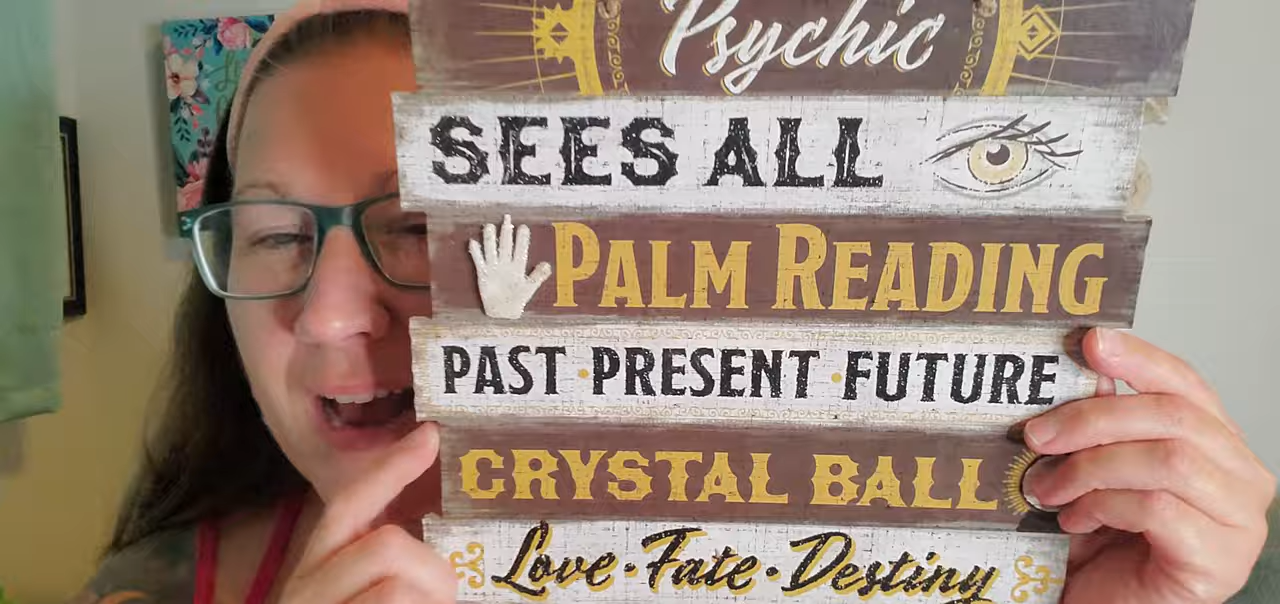 Psychic
SEES ALL
PALM READING
PAST • PRESENT • FUTURE
CRYSTAL BALL
Love • Fate • Destiny